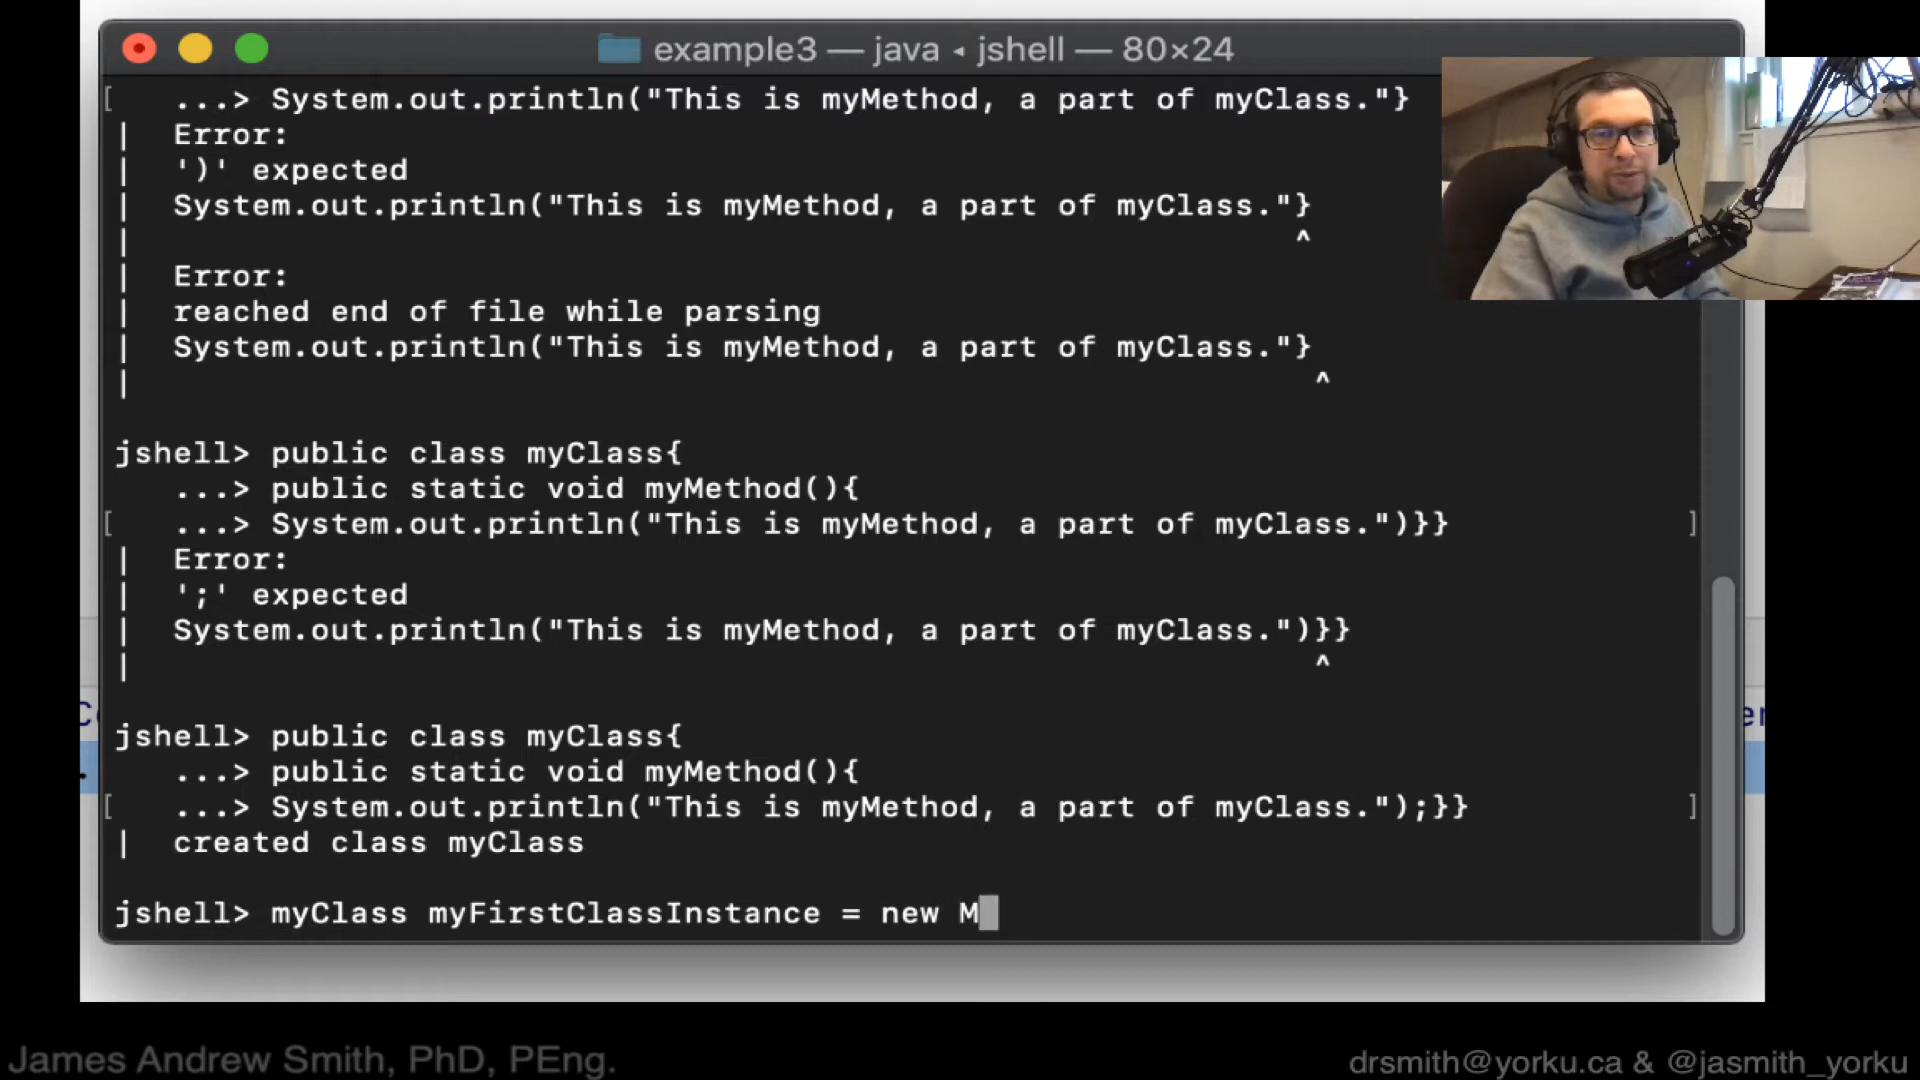 example3 — java ◂ jshell — 80×24
[   ...> System.out.println("This is myMethod, a part of myClass."}
|   Error:
|   ')' expected
|   System.out.println("This is myMethod, a part of myClass."}
|                                                            ^
|   Error:
|   reached end of file while parsing
|   System.out.println("This is myMethod, a part of myClass."}
|                                                             ^
jshell> public class myClass{
   ...> public static void myMethod(){
[   ...> System.out.println("This is myMethod, a part of myClass.")}} ]
|   Error:
|   ';' expected
|   System.out.println("This is myMethod, a part of myClass.")}}
|                                                             ^
jshell> public class myClass{
   ...> public static void myMethod(){
[   ...> System.out.println("This is myMethod, a part of myClass.");}} ]
|   created class myClass
jshell> myClass myFirstClassInstance = new M
James Andrew Smith, PhD, PEng.
drsmith@yorku.ca & @jasmith_yorku